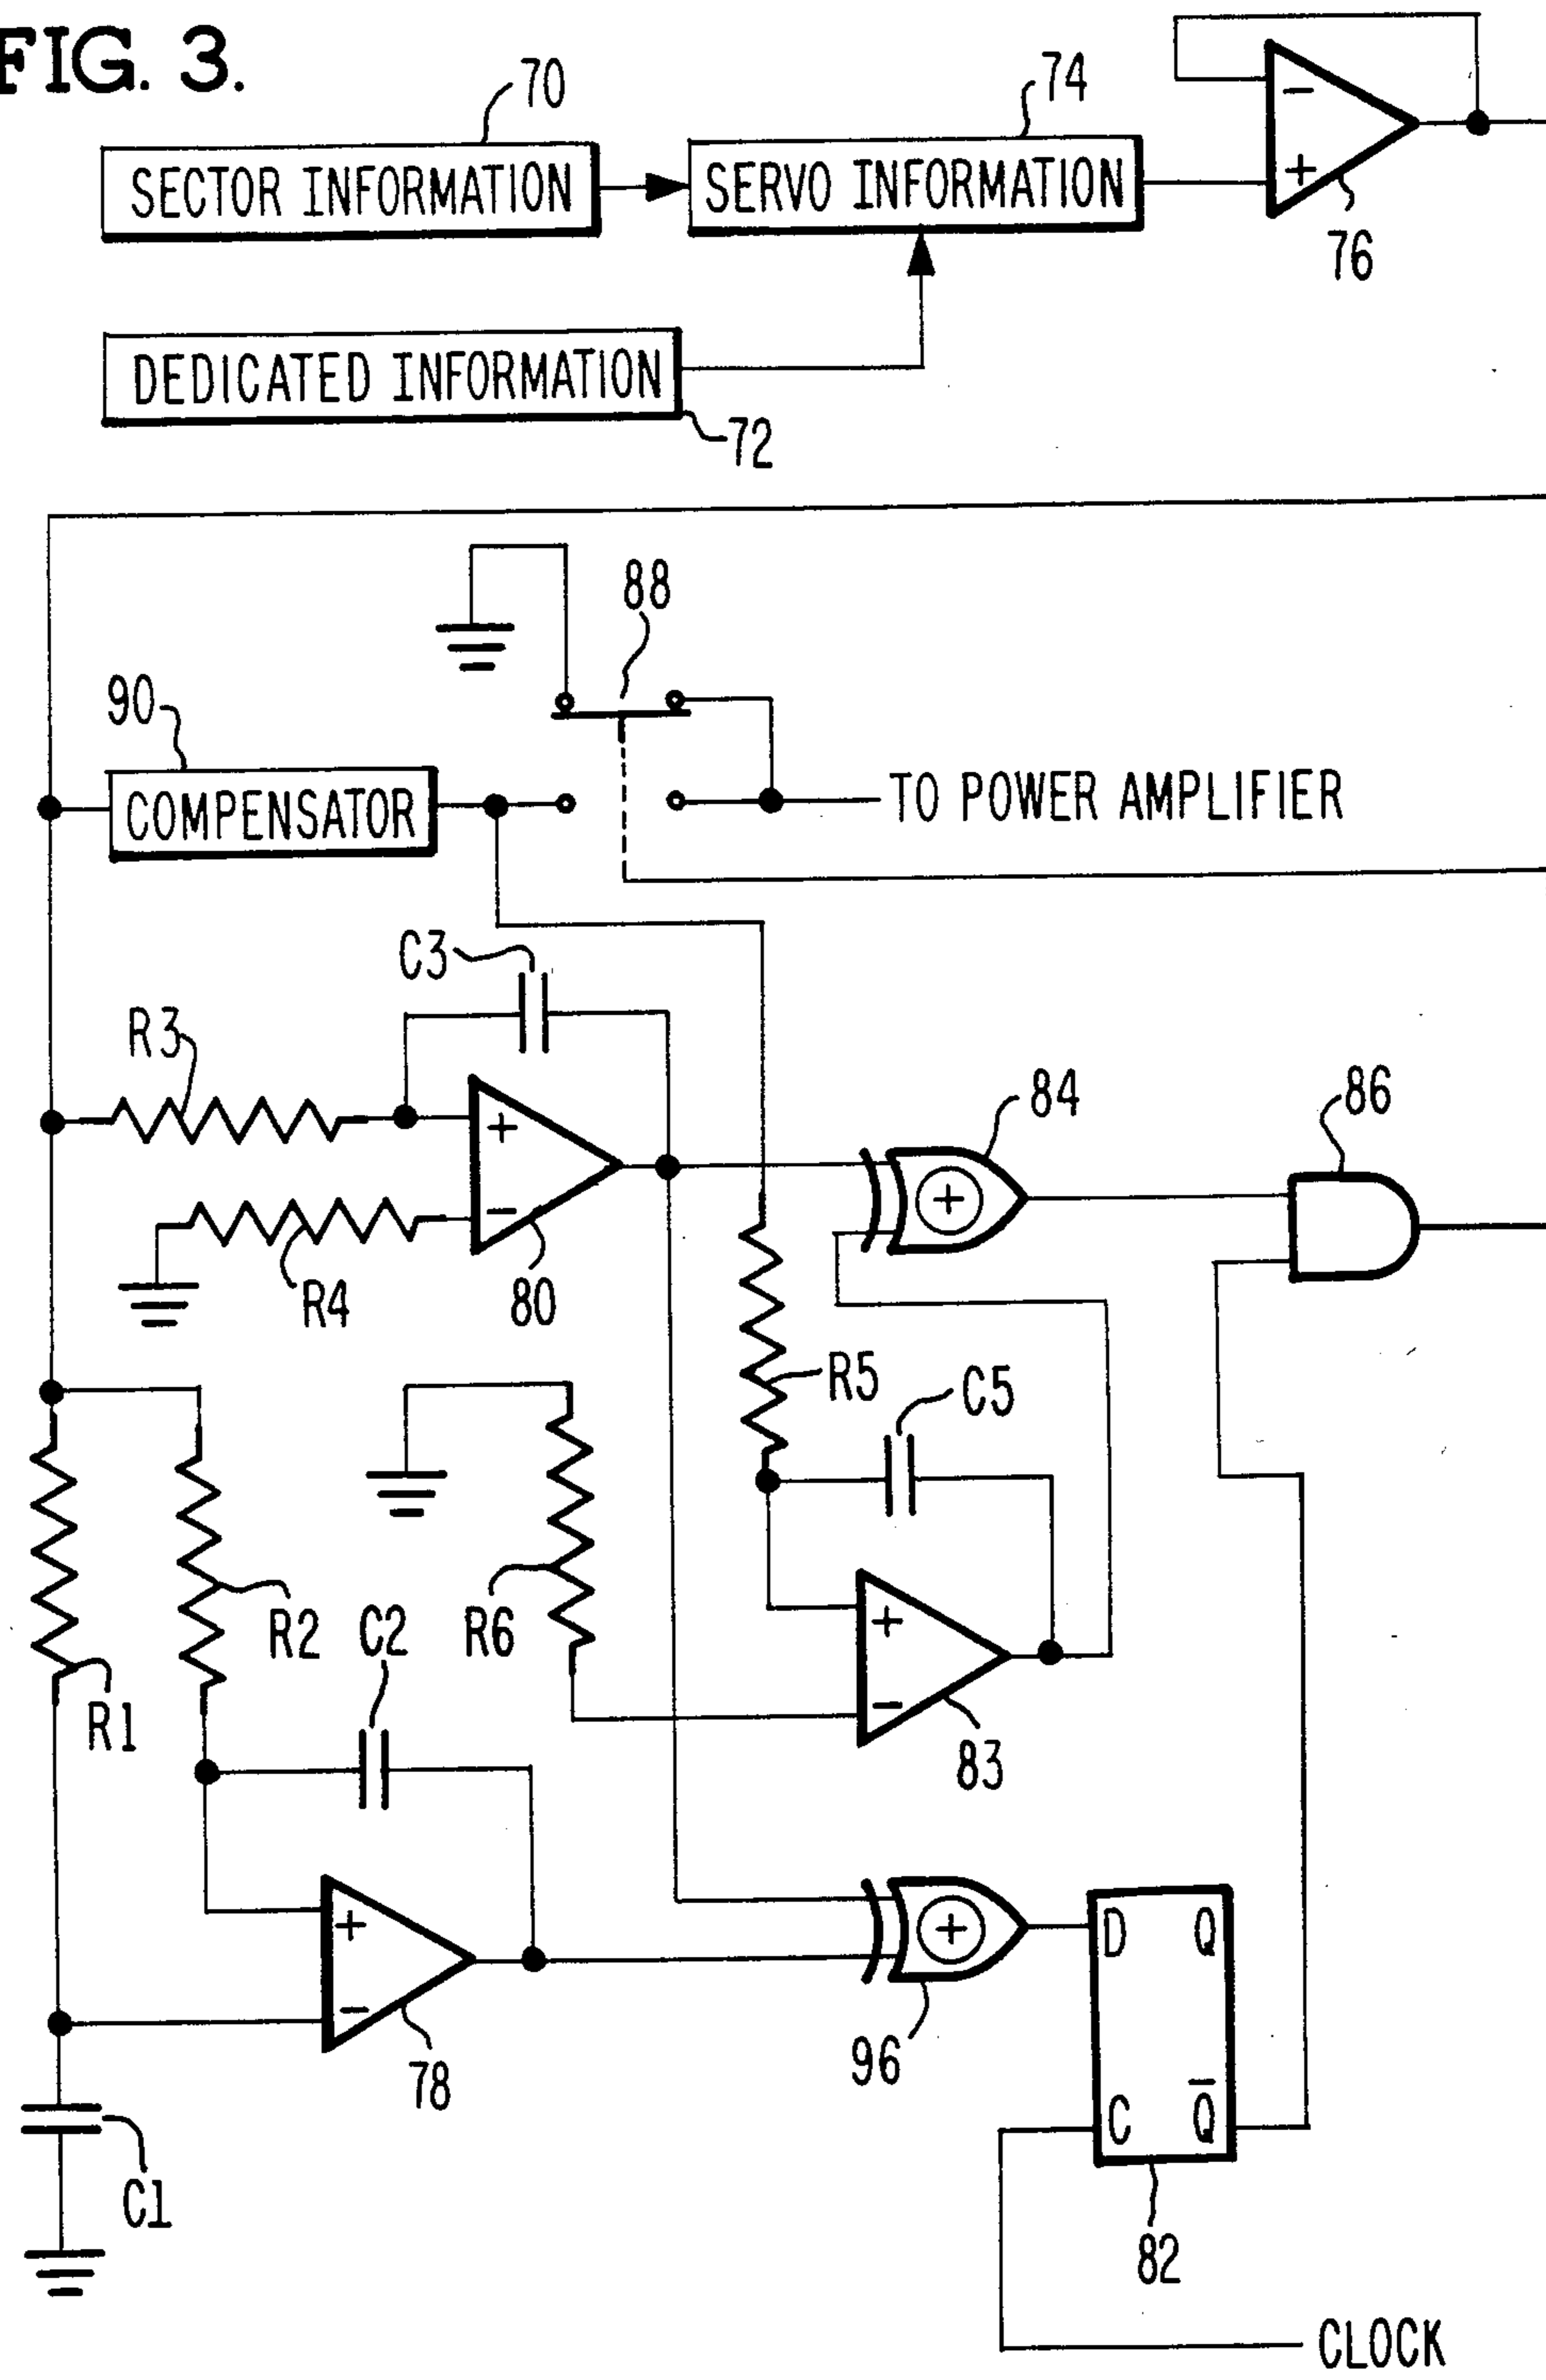 FIG. 3.
70
74
SECTOR INFORMATION
SERVO INFORMATION
−
+
76
DEDICATED INFORMATION
72
88
90
COMPENSATOR
TO POWER AMPLIFIER
C3
R3
+
−
80
R4
84
+
86
R5
C5
R6
+
−
83
R2
C2
R1
+
−
78
+
96
D Q
C Q̅
82
C1
CLOCK